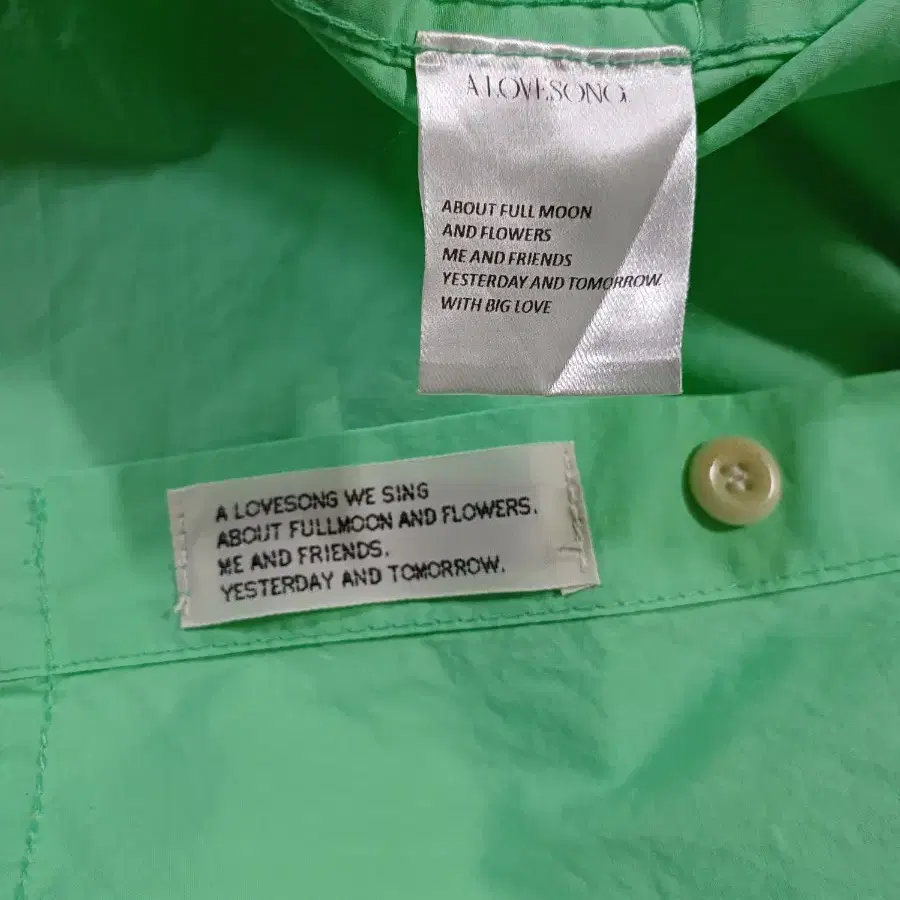 A LOVESONG.
ABOUT FULL MOON
AND FLOWERS
ME AND FRIENDS
YESTERDAY AND TOMORROW
WITH BIG LOVE
A LOVESONG WE SING
ABOUT FULLMOON AND FLOWERS.
ME AND FRIENDS.
YESTERDAY AND TOMORROW.